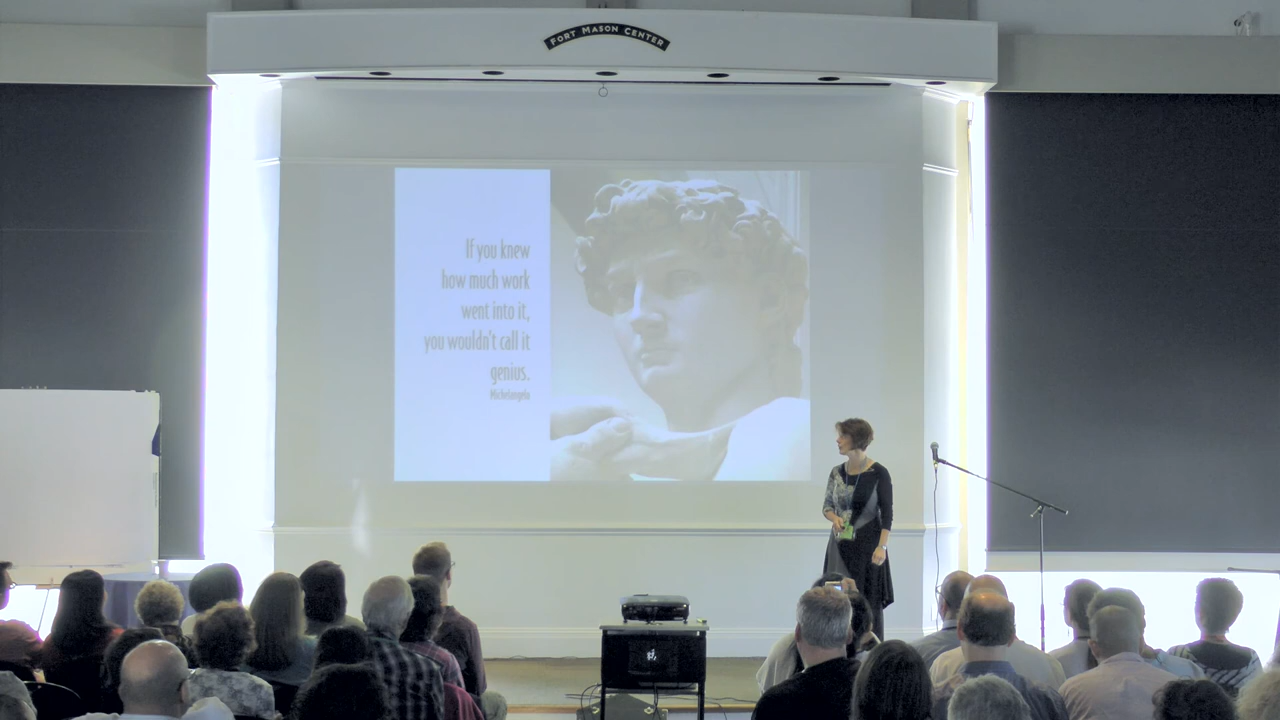 FORT MASON CENTER
If you knew
how much work
went into it,
you wouldn't call it
genius.
Michelangelo